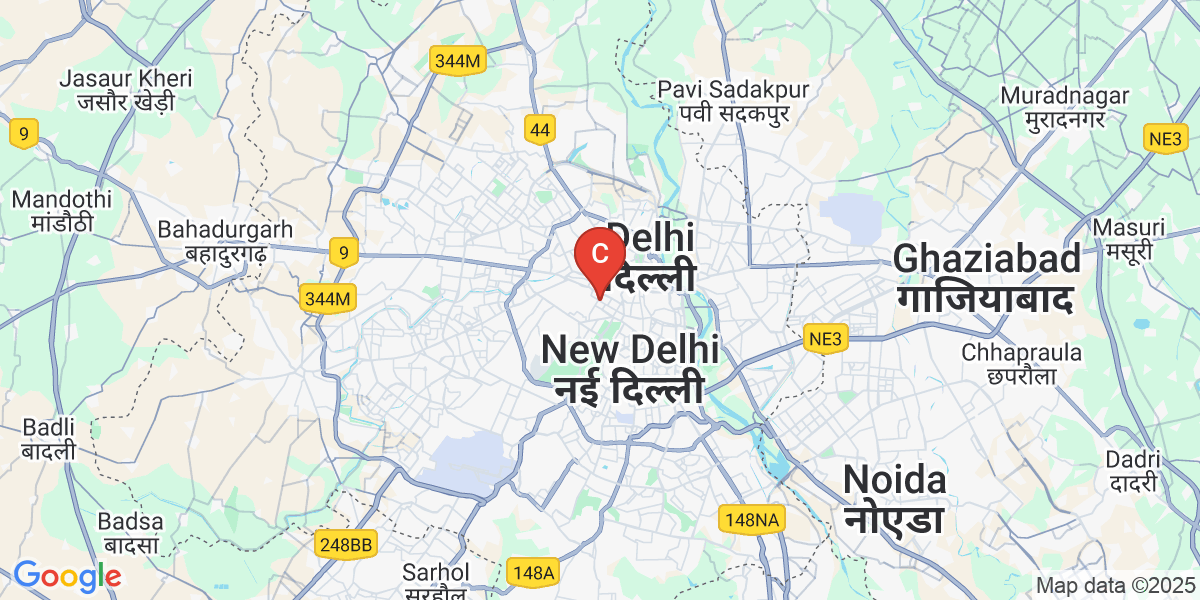 Jasaur Kheri
जसौर खेड़ी
344M
Pavi Sadakpur
पवी सदकपुर
Muradnagar
मुरादनगर
9
44
NE3
Mandothi
मांडौठी
Bahadurgarh
बहादुरगढ़
9
C
Delhi
दिल्ली
Masuri
मसूरी
Ghaziabad
गाजियाबाद
344M
New Delhi
नई दिल्ली
NE3
Chhapraula
छपरौला
Badli
बादली
Noida
नोएडा
Dadri
दादरी
Badsa
बादसा
148NA
248BB
Sarhol
सरहौल
148A
Google
Map data ©2025